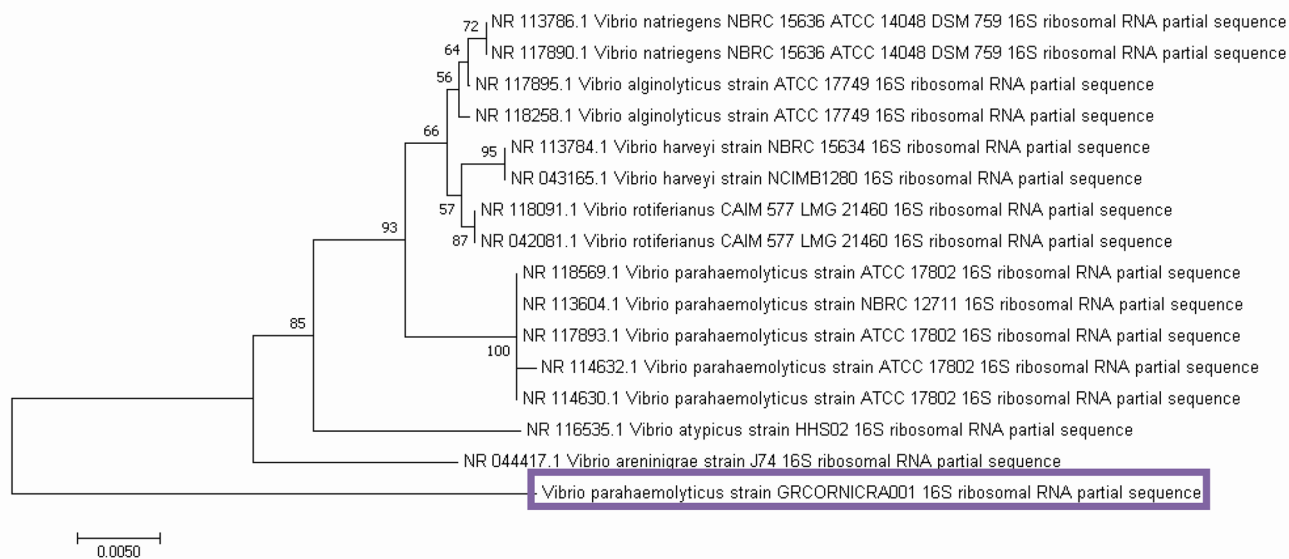 72
NR 113786.1 Vibrio natriegens NBRC 15636 ATCC 14048 DSM 759 16S ribosomal RNA partial sequence
64
NR 117890.1 Vibrio natriegens NBRC 15636 ATCC 14048 DSM 759 16S ribosomal RNA partial sequence
56
NR 117895.1 Vibrio alginolyticus strain ATCC 17749 16S ribosomal RNA partial sequence
NR 118258.1 Vibrio alginolyticus strain ATCC 17749 16S ribosomal RNA partial sequence
66
95
NR 113784.1 Vibrio harveyi strain NBRC 15634 16S ribosomal RNA partial sequence
NR 043165.1 Vibrio harveyi strain NCIMB1280 16S ribosomal RNA partial sequence
57
NR 118091.1 Vibrio rotiferianus CAIM 577 LMG 21460 16S ribosomal RNA partial sequence
93
87
NR 042081.1 Vibrio rotiferianus CAIM 577 LMG 21460 16S ribosomal RNA partial sequence
NR 118569.1 Vibrio parahaemolyticus strain ATCC 17802 16S ribosomal RNA partial sequence
NR 113604.1 Vibrio parahaemolyticus strain NBRC 12711 16S ribosomal RNA partial sequence
85
NR 117893.1 Vibrio parahaemolyticus strain ATCC 17802 16S ribosomal RNA partial sequence
100
NR 114632.1 Vibrio parahaemolyticus strain ATCC 17802 16S ribosomal RNA partial sequence
NR 114630.1 Vibrio parahaemolyticus strain ATCC 17802 16S ribosomal RNA partial sequence
NR 116535.1 Vibrio atypicus strain HHS02 16S ribosomal RNA partial sequence
NR 044417.1 Vibrio areninigrae strain J74 16S ribosomal RNA partial sequence
Vibrio parahaemolyticus strain GRCORNICRA001 16S ribosomal RNA partial sequence
0.0050